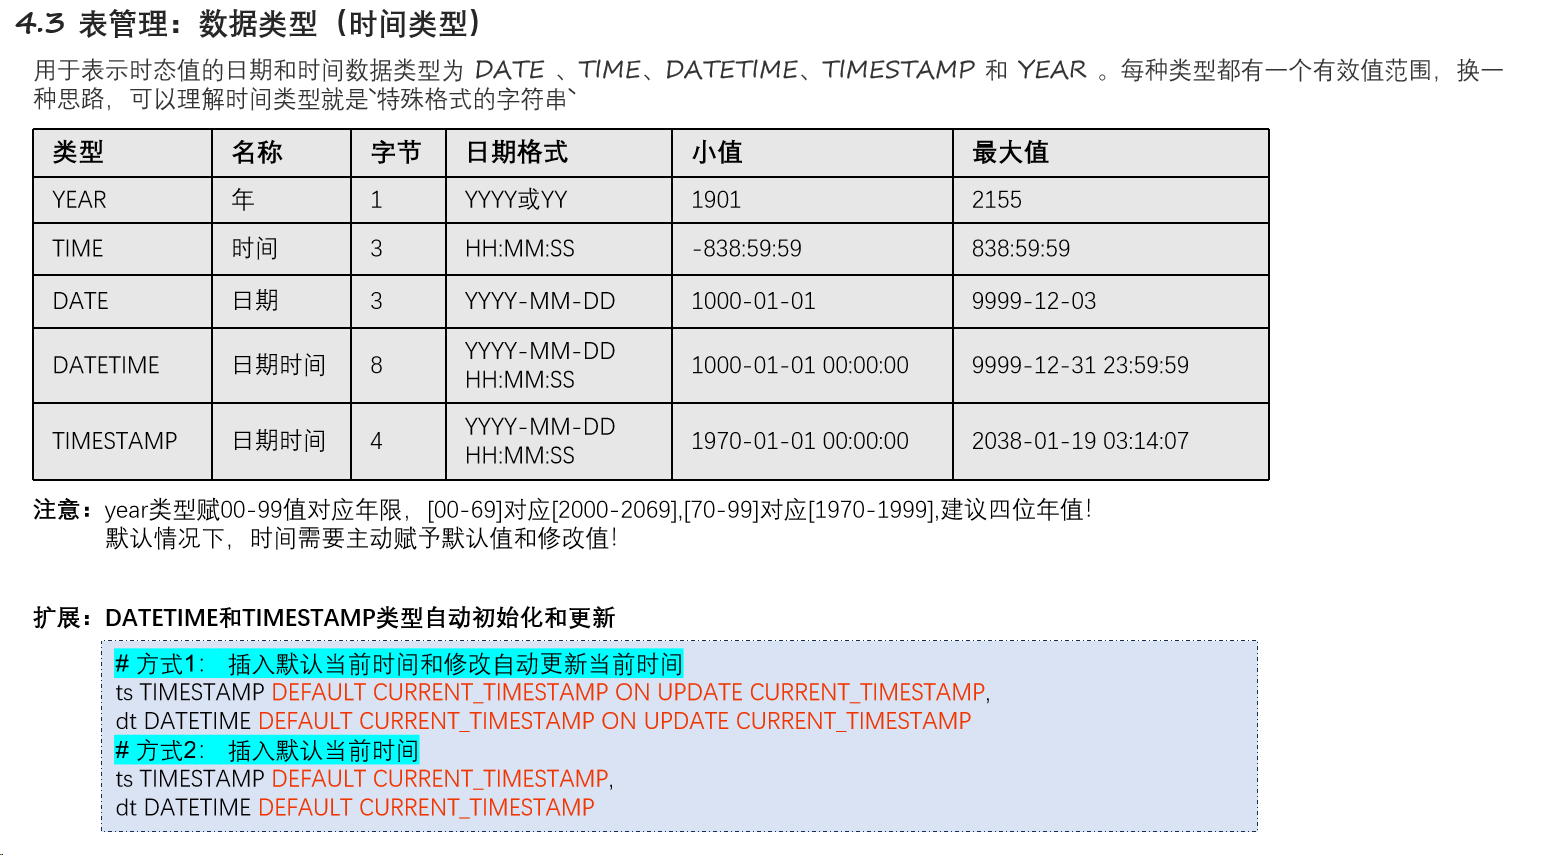 4.3 表管理：数据类型（时间类型）
用于表示时态值的日期和时间数据类型为 DATE 、TIME、DATETIME、TIMESTAMP 和 YEAR 。每种类型都有一个有效值范围，换一
种思路，可以理解时间类型就是`特殊格式的字符串`
类型 名称 字节 日期格式 小值 最大值
YEAR 年 1 YYYY或YY 1901 2155
TIME 时间 3 HH:MM:SS -838:59:59 838:59:59
DATE 日期 3 YYYY-MM-DD 1000-01-01 9999-12-03
DATETIME 日期时间 8 YYYY-MM-DD
HH:MM:SS 1000-01-01 00:00:00 9999-12-31 23:59:59
TIMESTAMP 日期时间 4 YYYY-MM-DD
HH:MM:SS 1970-01-01 00:00:00 2038-01-19 03:14:07
注意：year类型赋00-99值对应年限，[00-69]对应[2000-2069],[70-99]对应[1970-1999],建议四位年值！
默认情况下，时间需要主动赋予默认值和修改值！
扩展：DATETIME和TIMESTAMP类型自动初始化和更新
# 方式1： 插入默认当前时间和修改自动更新当前时间
ts TIMESTAMP DEFAULT CURRENT_TIMESTAMP ON UPDATE CURRENT_TIMESTAMP,
dt DATETIME DEFAULT CURRENT_TIMESTAMP ON UPDATE CURRENT_TIMESTAMP
# 方式2： 插入默认当前时间
ts TIMESTAMP DEFAULT CURRENT_TIMESTAMP,
dt DATETIME DEFAULT CURRENT_TIMESTAMP